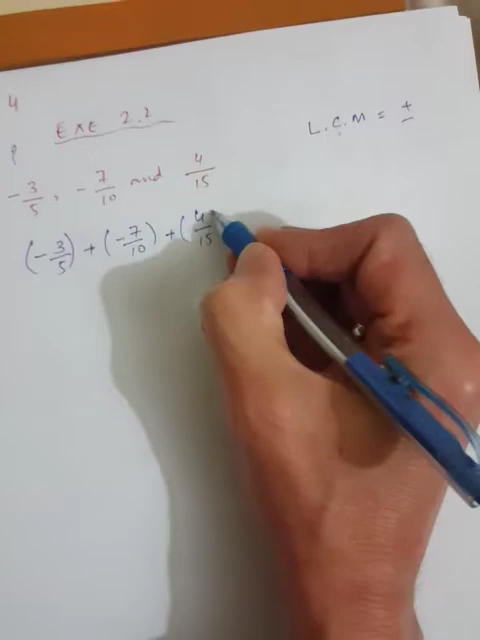 4
EXE 2.2
L.C.M = ±
P
-3/5, -7/10 and 4/15
(-3/5) + (-7/10) + (4/15